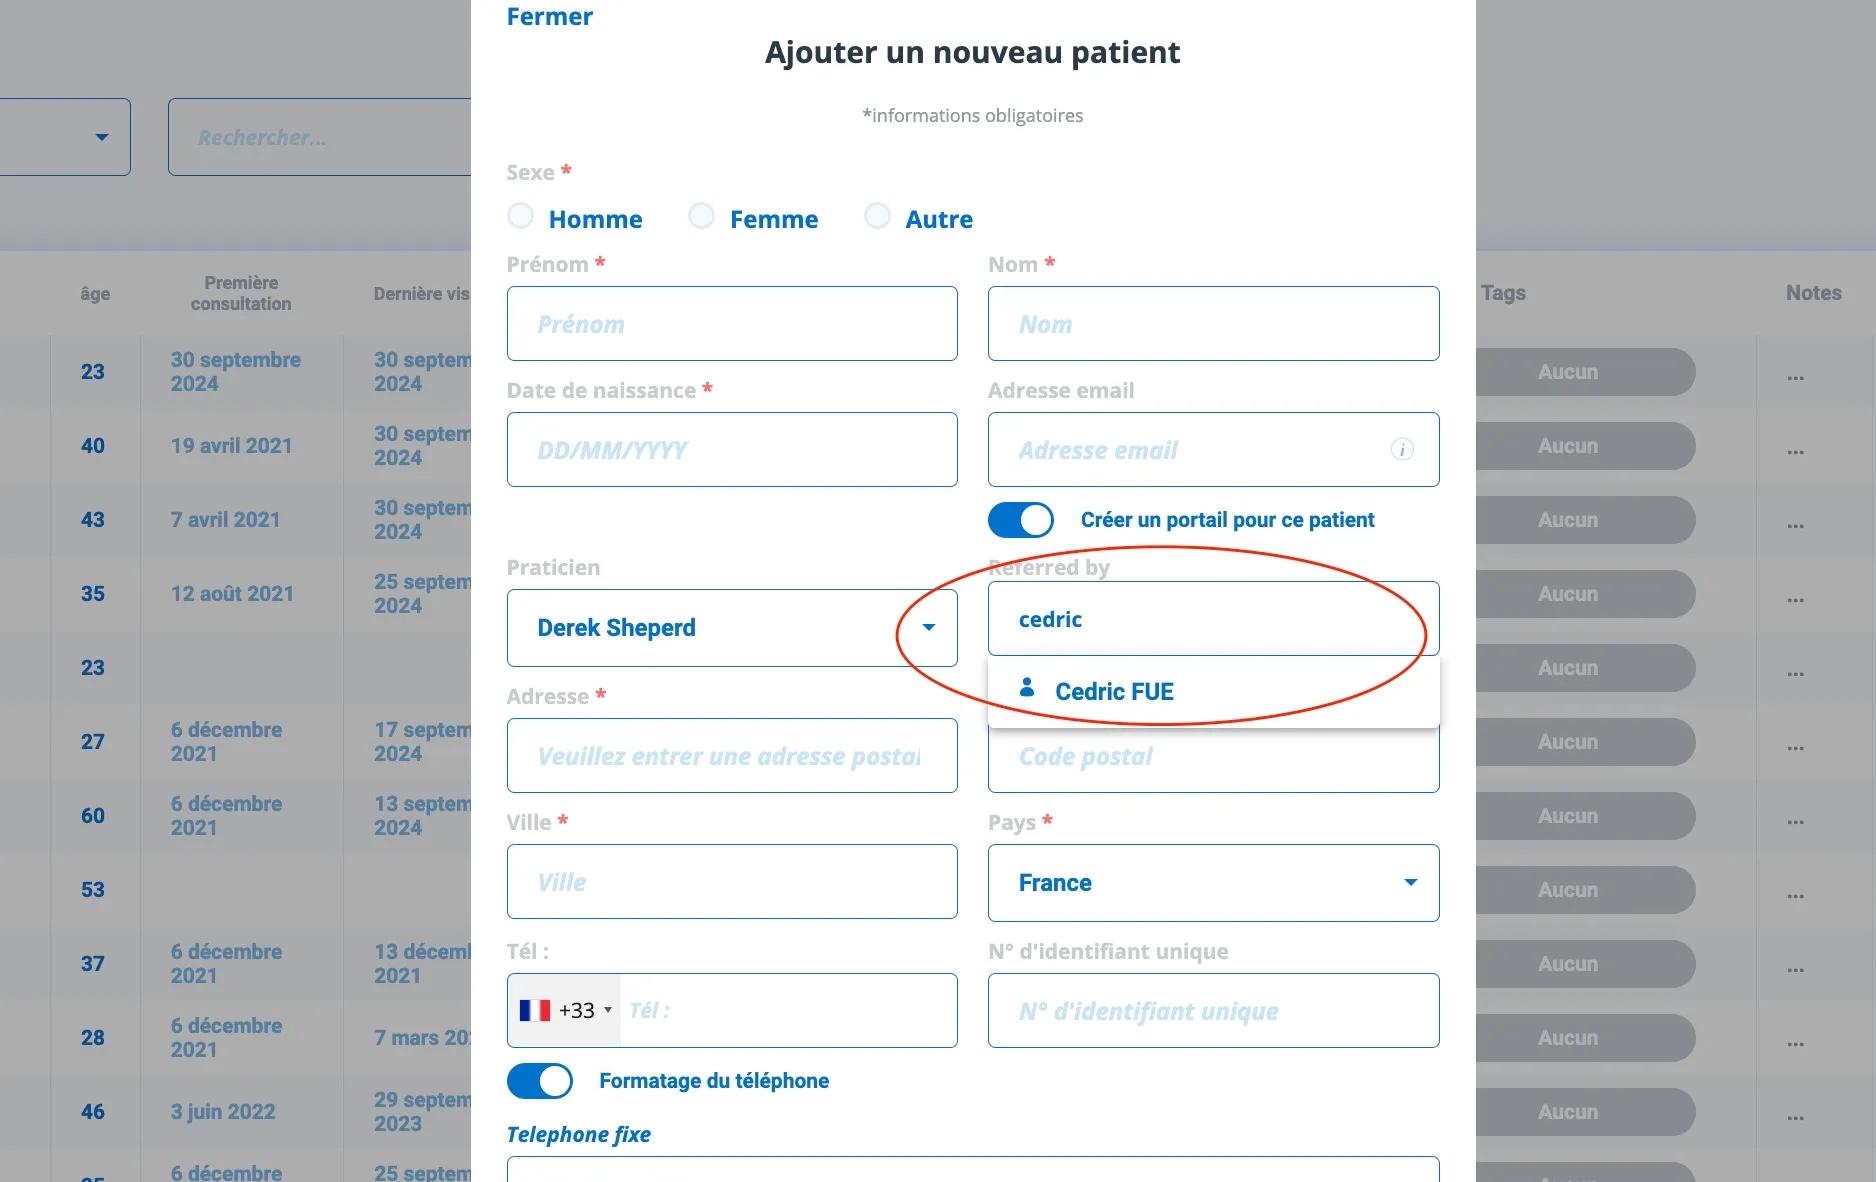 Fermer
Ajouter un nouveau patient
*informations obligatoires
Rechercher...
Sexe *
Homme Femme Autre
Prénom * Nom *
Prénom Nom
Date de naissance * Adresse email
DD/MM/YYYY Adresse email i
Créer un portail pour ce patient
Praticien Referred by
Derek Sheperd cedric
Cedric FUE
Adresse *
Veuillez entrer une adresse postal Code postal
Ville * Pays *
Ville France
Tél : N° d'identifiant unique
+33 Tél : N° d'identifiant unique
Formatage du téléphone
Telephone fixe
âge Première consultation Dernière vis Tags Notes
23 30 septembre 2024 30 septem 2024 Aucun ...
40 19 avril 2021 30 septem 2024 Aucun ...
43 7 avril 2021 30 septem 2024 Aucun ...
35 12 août 2021 25 septem 2024 Aucun ...
23 Aucun ...
27 6 décembre 2021 17 septem 2024 Aucun ...
60 6 décembre 2021 13 septem 2024 Aucun ...
53 Aucun ...
37 6 décembre 2021 13 décem 2021 Aucun ...
28 6 décembre 2021 7 mars 20 Aucun ...
46 3 juin 2022 29 septem 2023 Aucun ...
6 décembre 25 septem